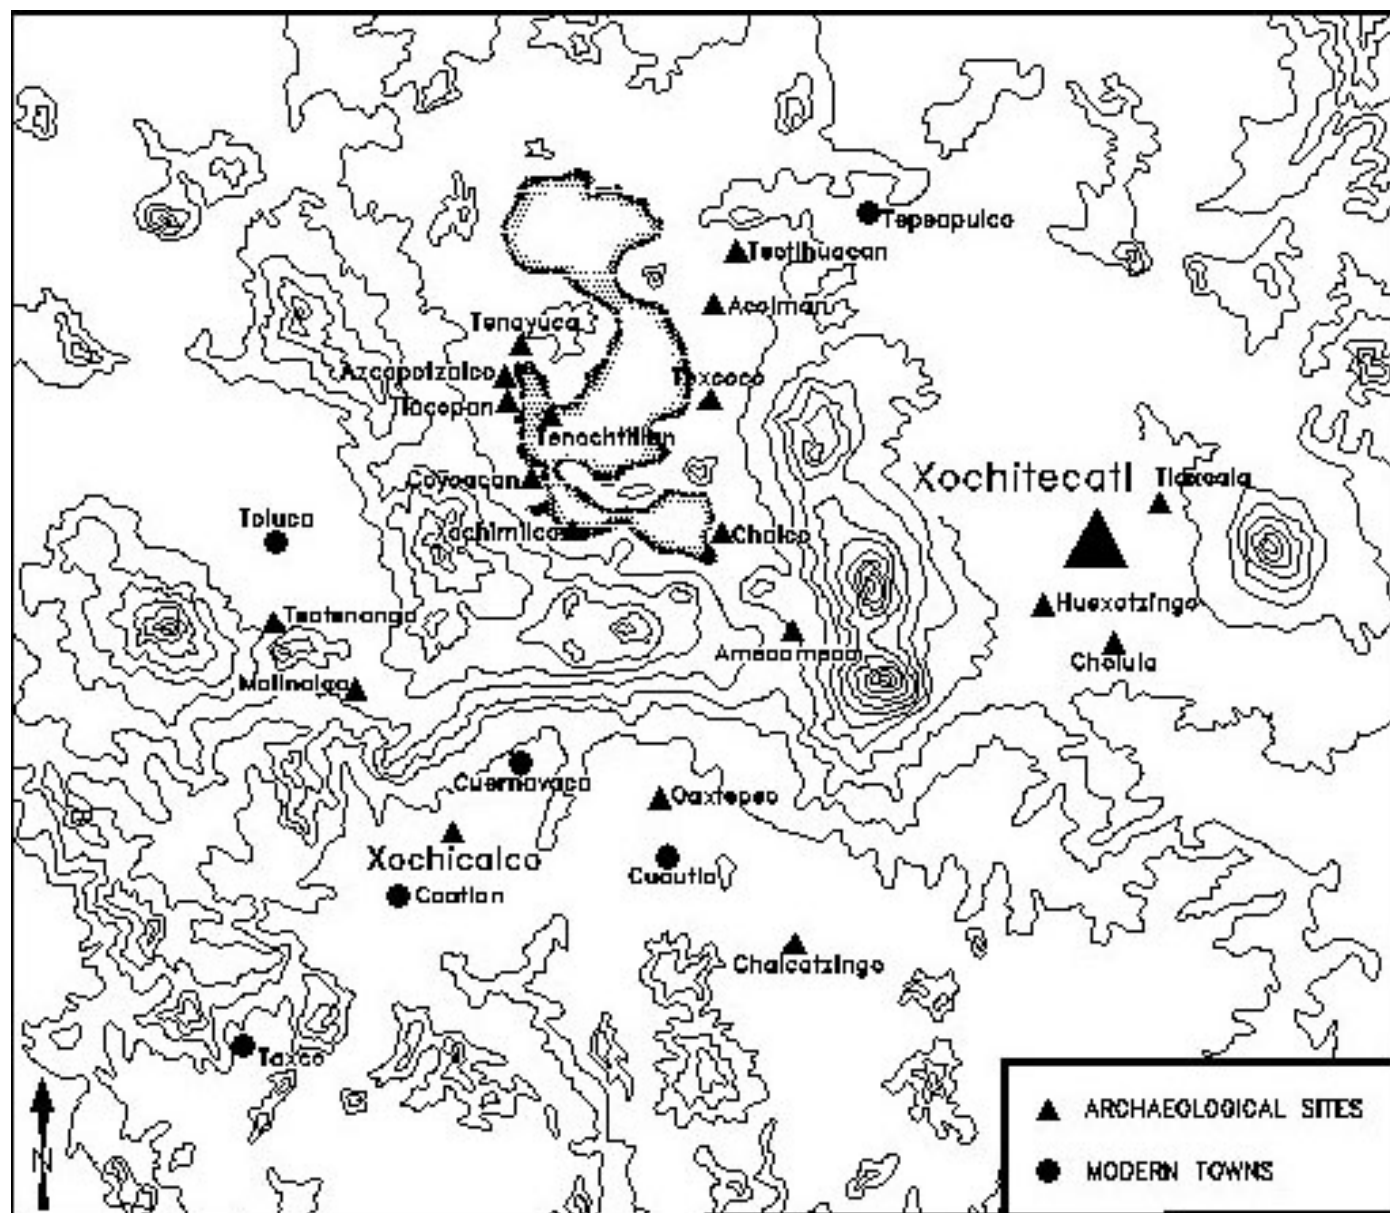 Tepeapulco
Teotihuacan
Acolman
Tenayuca
Azcapotzalco
Texcoco
Tlacopan
Tenochtitlan
Xochitecatl
Tlaxcala
Coyoacan
Toluca
Xochimilco
Chalco
Huexotzingo
Teotenango
Amecameca
Cholula
Malinalco
Cuernavaca
Oaxtepec
Xochicalco
Cuautla
Coatlan
Chalcatzingo
Taxco
N
ARCHAEOLOGICAL SITES
MODERN TOWNS